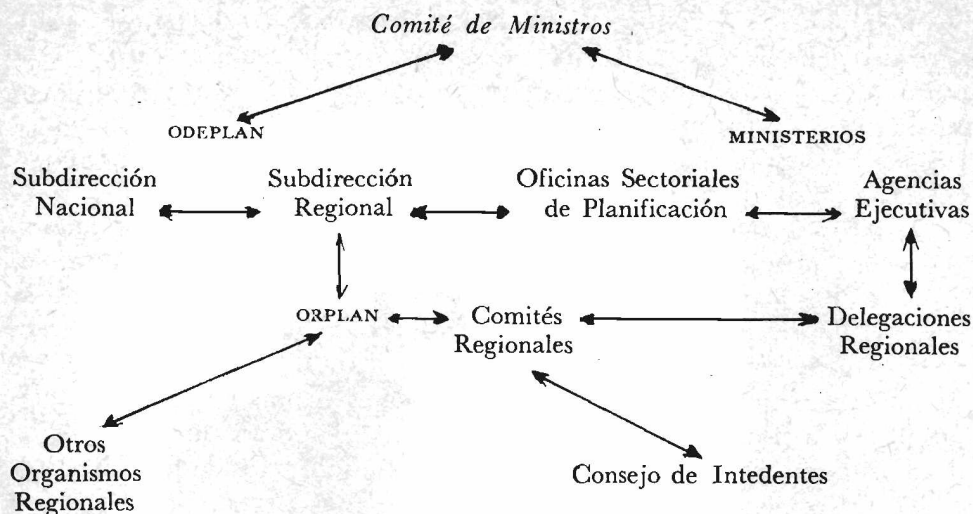 Comité de Ministros
ODEPLAN
MINISTERIOS
Subdirección
Nacional
Subdirección
Regional
Oficinas Sectoriales
de Planificación
Agencias
Ejecutivas
ORPLAN
Comités
Regionales
Delegaciones
Regionales
Otros
Organismos
Regionales
Consejo de Intedentes